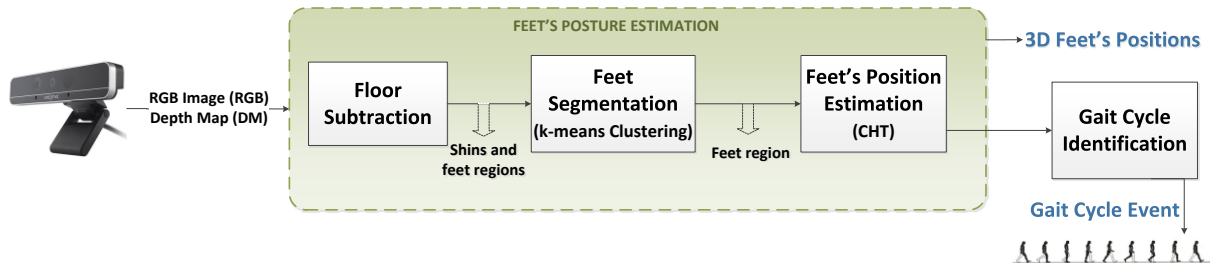 FEET'S POSTURE ESTIMATION
3D Feet's Positions
RGB Image (RGB)
Depth Map (DM)
Floor
Subtraction
Shins and
feet regions
Feet
Segmentation
(k-means Clustering)
Feet region
Feet's Position
Estimation
(CHT)
Gait Cycle
Identification
Gait Cycle Event